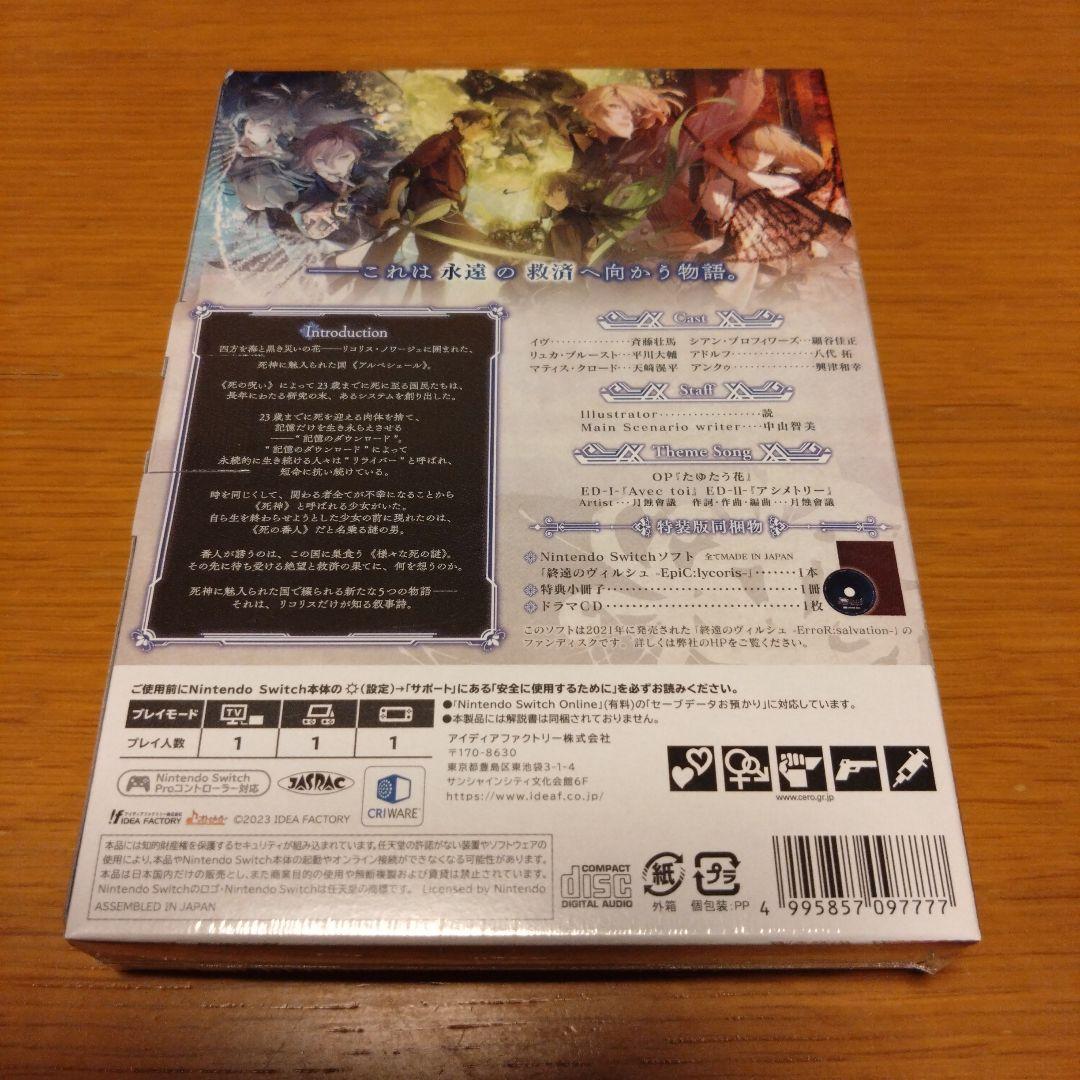 ――これは 永遠の 救済へ向かう物語。
Introduction
四方を海と黒き災いの花――リコリス・ノワージュに囲まれた、
死神に魅入られた国《アルペシェール》。
《死の呪い》によって23歳までに死に至る国民たちは、
長年にわたる研究の末、あるシステムを創り出した。
23歳までに死を迎える肉体を捨て、
記憶だけを生き永らえさせる
――“記憶のダウンロード”。
“記憶のダウンロード”によって
永続的に生き続ける人々は“リライバー”と呼ばれ、
短命に抗い続けている。
時を同じくして、関わる者全てが不幸になることから
《死神》と呼ばれる少女がいた。
自ら生を終わらせようとした少女の前に現れたのは、
《死の番人》だと名乗る謎の男。
番人が誘うのは、この国に巣食う《様々な死の謎》。
その先に待ち受ける絶望と救済の果てに、何を想うのか。
死神に魅入られた国で綴られる新たな5つの物語――
それは、リコリスだけが知る叙事詩。
Cast
イヴ…………斉藤壮馬 シアン・ブロフィワーズ…細谷佳正
リュカ・プルースト…平川大輔 アドルフ…………八代 拓
マティス・クロード…天﨑滉平 アンクゥ…………興津和幸
Staff
Illustrator………………読
Main Scenario writer……中山智美
Theme Song
OP『たゆたう花』
ED-I-『Avec toi』 ED-II-『アシメトリー』
Artist…月蝕會議 作詞・作曲・編曲…月蝕會議
特装版同梱物
Nintendo Switchソフト 全てMADE IN JAPAN
「終遠のヴィルシュ -EpiC:lycoris-」……1本
特典小冊子……………………1冊
ドラマCD……………………1枚
このソフトは2021年に発売された「終遠のヴィルシュ -ErroR:salvation-」の
ファンディスクです。詳しくは弊社のHPをご覧ください。
ご使用前にNintendo Switch本体の(設定)→「サポート」にある「安全に使用するために」を必ずお読みください。
プレイモード TV
プレイ人数 1 1 1
●「Nintendo Switch Online」(有料)の「セーブデータお預かり」に対応しています。
●本製品には解説書は同梱されておりません。
アイディアファクトリー株式会社
〒170-8630
東京都豊島区東池袋3-1-4
サンシャインシティ文化会館6F
https://www.ideaf.co.jp/
www.cero.gr.jp
Nintendo Switch
Proコントローラー対応
JASRAC
CRIWARE
アイディアファクトリー株式会社
IDEA FACTORY
©2023 IDEA FACTORY
本品には知的財産権を保護するセキュリティが組み込まれています。任天堂の許諾がない装置やソフトウェアの
使用により、本品やNintendo Switch本体の起動やオンライン接続ができなくなる可能性があります。
本品は日本国内だけの販売とし、また商業目的の使用や無断複製および賃貸は禁止されています。
Nintendo Switchのロゴ・Nintendo Switchは任天堂の商標です。 Licensed by Nintendo
ASSEMBLED IN JAPAN
COMPACT
disc
DIGITAL AUDIO
紙
外箱
プラ
個包装:PP
4 995857 097777